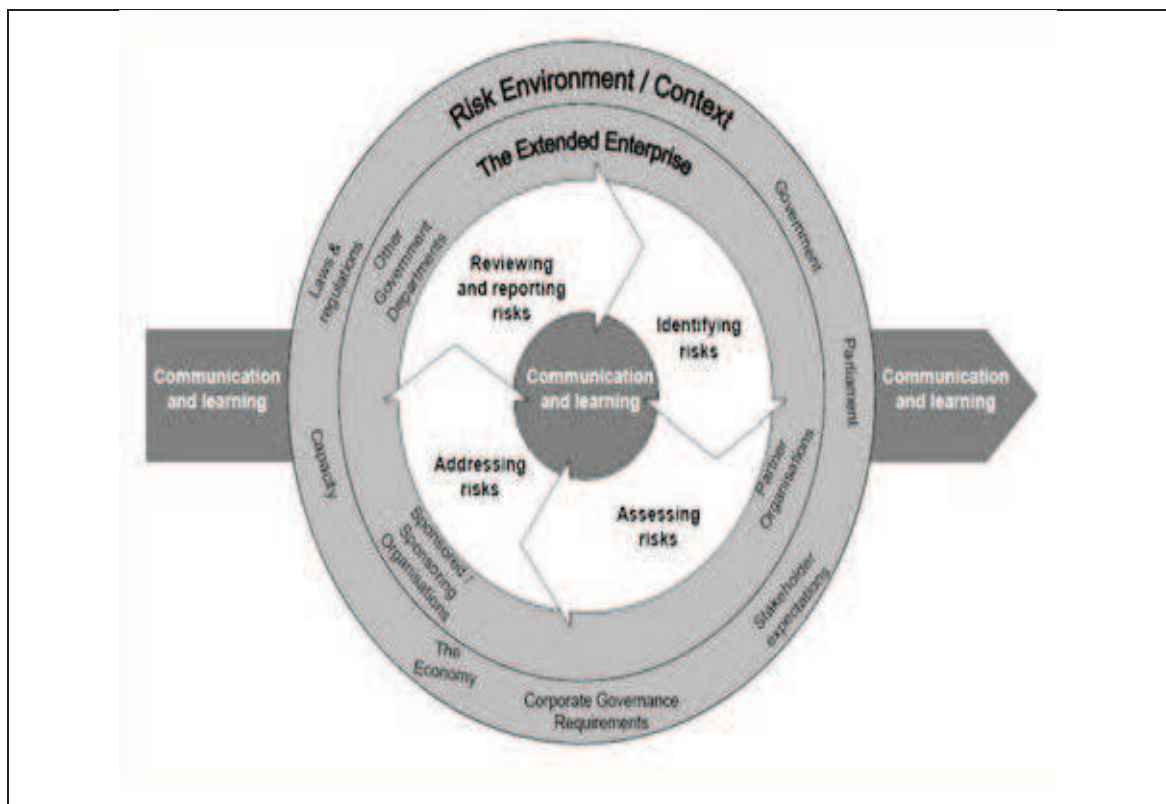 Risk Environment / Context
The Extended Enterprise
Government
Laws &
regulations
Other
Government
Departments
Reviewing
and reporting
risks
Identifying
risks
Parliament
Communication
and learning
Communication
and learning
Communication
and learning
Capacity
Addressing
risks
Assessing
risks
Partner
Organisations
Sponsored /
Sponsoring
Organisations
Stakeholder
expectations
The
Economy
Corporate Governance
Requirements